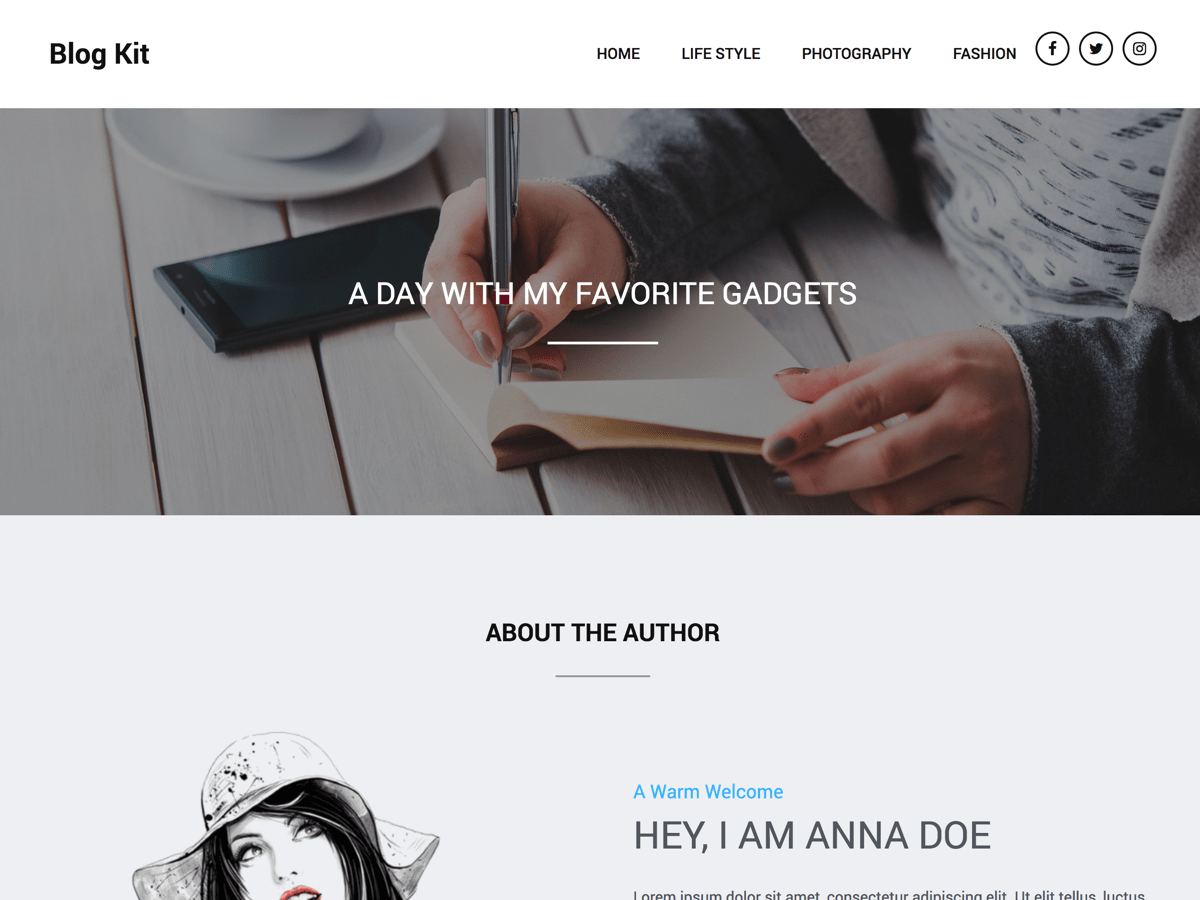 Blog Kit
HOME
LIFE STYLE
PHOTOGRAPHY
FASHION
A DAY WITH MY FAVORITE GADGETS
ABOUT THE AUTHOR
A Warm Welcome
HEY, I AM ANNA DOE
Lorem ipsum dolor sit amet, consectetur adipiscing elit. Ut elit tellus, luctus